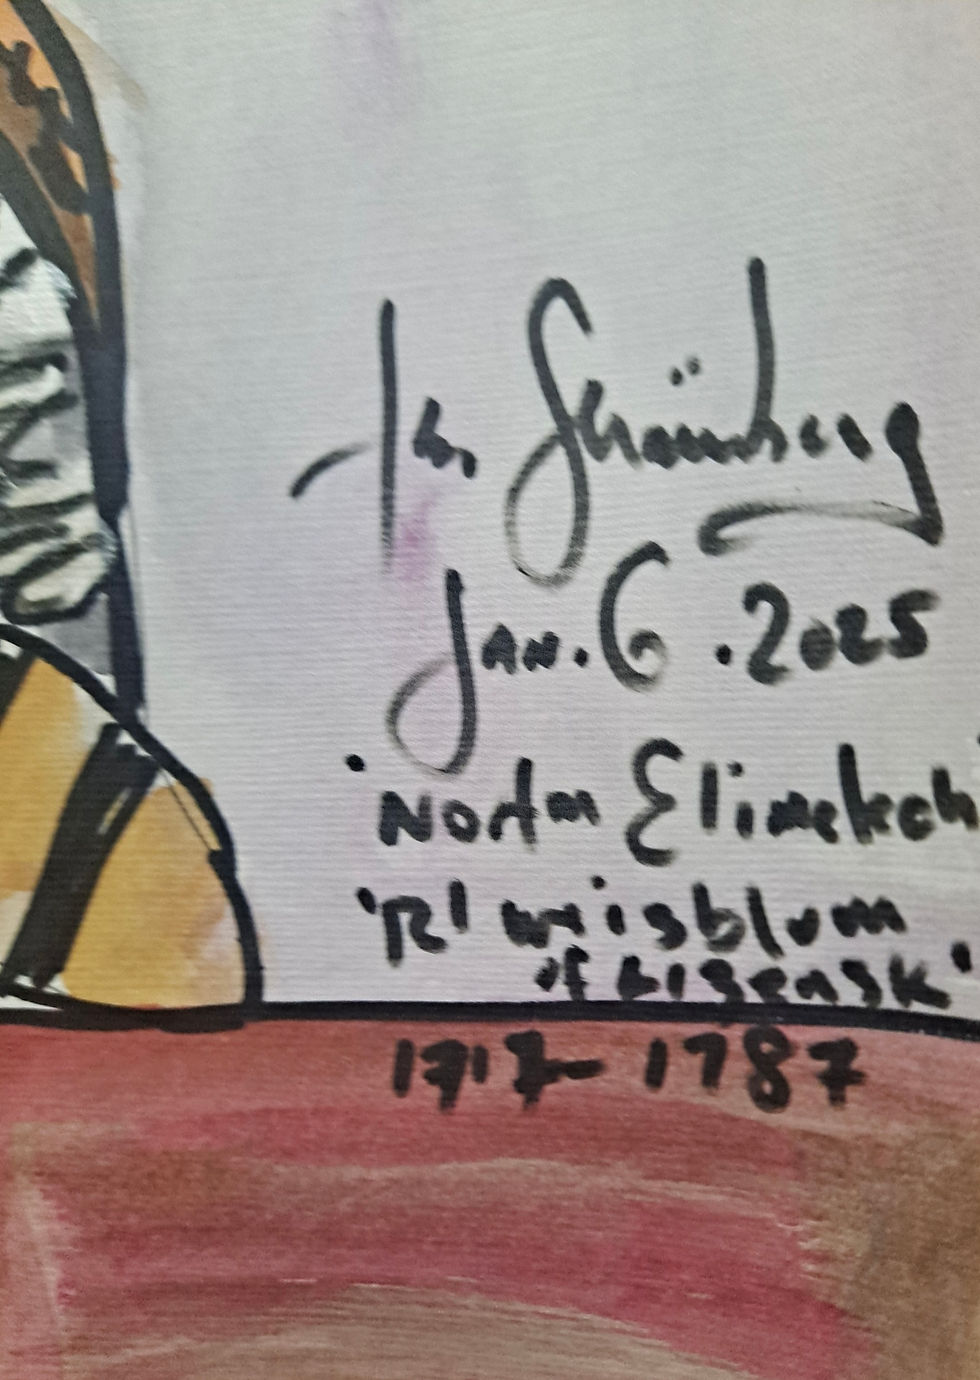 Jan. 6. 2025
'Noam Elimelech'
'R' Weisblum
of Lizensk'
1717-1787